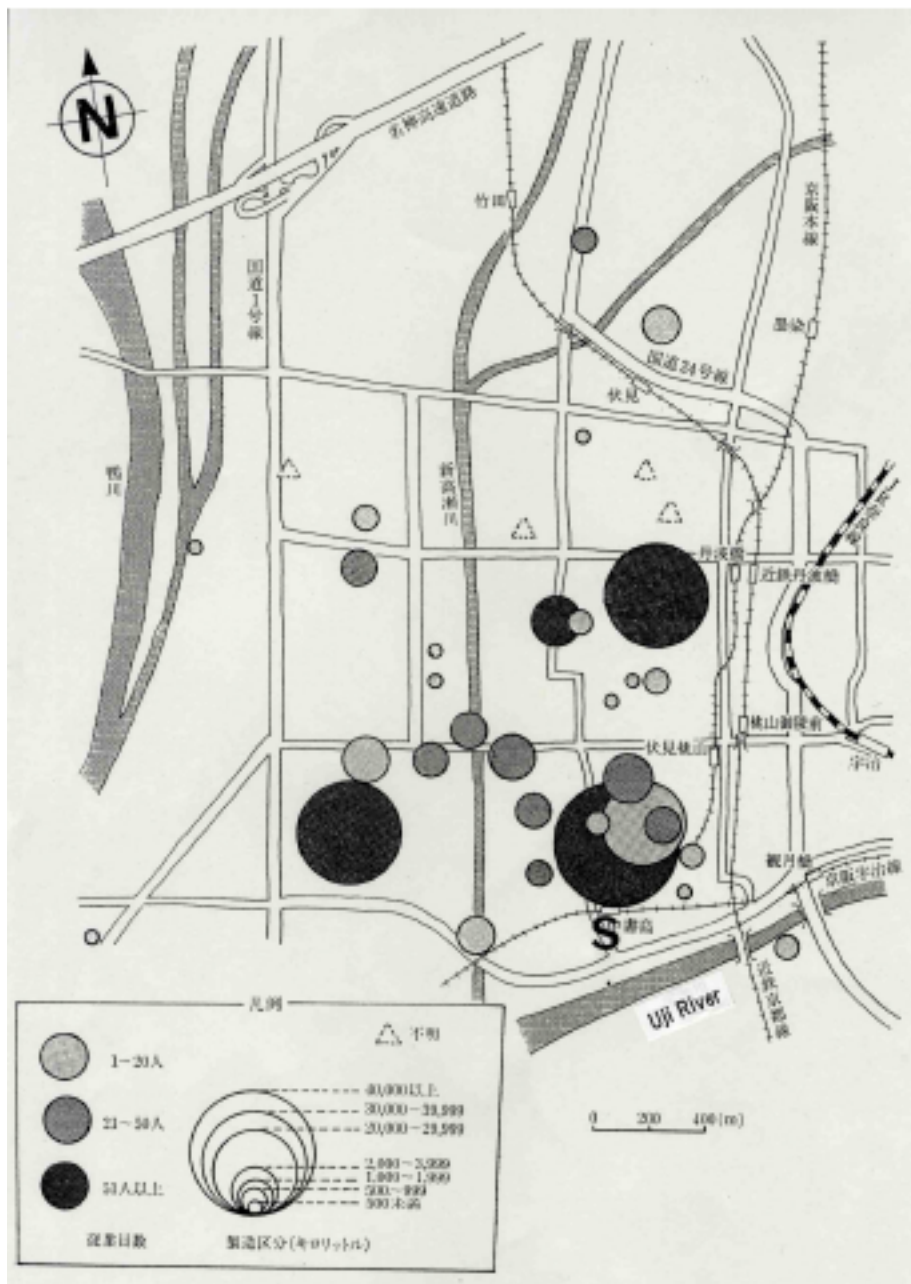 N
名神高速道路
竹田
京阪本線
国道1号線
墨染
国道24号線
伏見
鴨川
新高瀬川
丹波橋
近鉄丹波橋
桃山御陵前
伏見桃山
宇治
観月橋
京阪宇治線
中書島
S
近鉄京都線
Uji River
凡例
不明
1〜20人
21〜50人
51人以上
40,000以上
30,000〜39,999
20,000〜29,999
2,000〜3,999
1,000〜1,999
500〜999
500未満
従業員数
製造区分(キロリットル)
0 200 400(m)